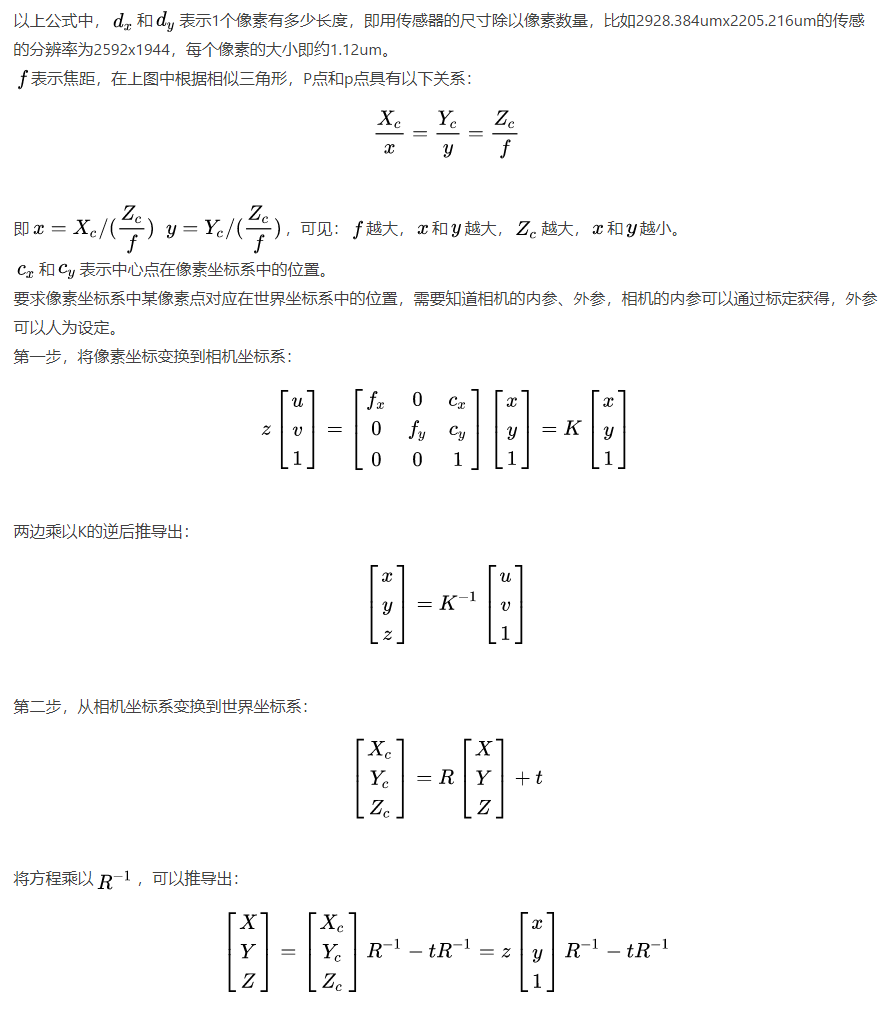 以上公式中，d_x 和 d_y 表示1个像素有多少长度，即用传感器的尺寸除以像素数量，比如2928.384umx2205.216um的传感
的分辨率为2592x1944，每个像素的大小即约1.12um。
f 表示焦距，在上图中根据相似三角形，P点和p点具有以下关系：
\frac{X_c}{x} = \frac{Y_c}{y} = \frac{Z_c}{f}
即 x = X_c/(\frac{Z_c}{f}) y = Y_c/(\frac{Z_c}{f})，可见：f 越大，x 和 y 越大，Z_c 越大，x 和 y 越小。
c_x 和 c_y 表示中心点在像素坐标系中的位置。
要求像素坐标系中某像素点对应在世界坐标系中的位置，需要知道相机的内参、外参，相机的内参可以通过标定获得，外参
可以人为设定。
第一步，将像素坐标变换到相机坐标系：
z \begin{bmatrix} u \\ v \\ 1 \end{bmatrix} = \begin{bmatrix} f_x & 0 & c_x \\ 0 & f_y & c_y \\ 0 & 0 & 1 \end{bmatrix} \begin{bmatrix} x \\ y \\ 1 \end{bmatrix} = K \begin{bmatrix} x \\ y \\ 1 \end{bmatrix}
两边乘以K的逆后推导出：
\begin{bmatrix} x \\ y \\ z \end{bmatrix} = K^{-1} \begin{bmatrix} u \\ v \\ 1 \end{bmatrix}
第二步，从相机坐标系变换到世界坐标系：
\begin{bmatrix} X_c \\ Y_c \\ Z_c \end{bmatrix} = R \begin{bmatrix} X \\ Y \\ Z \end{bmatrix} + t
将方程乘以 R^{-1} ，可以推导出：
\begin{bmatrix} X \\ Y \\ Z \end{bmatrix} = \begin{bmatrix} X_c \\ Y_c \\ Z_c \end{bmatrix} R^{-1} - tR^{-1} = z \begin{bmatrix} x \\ y \\ 1 \end{bmatrix} R^{-1} - tR^{-1}